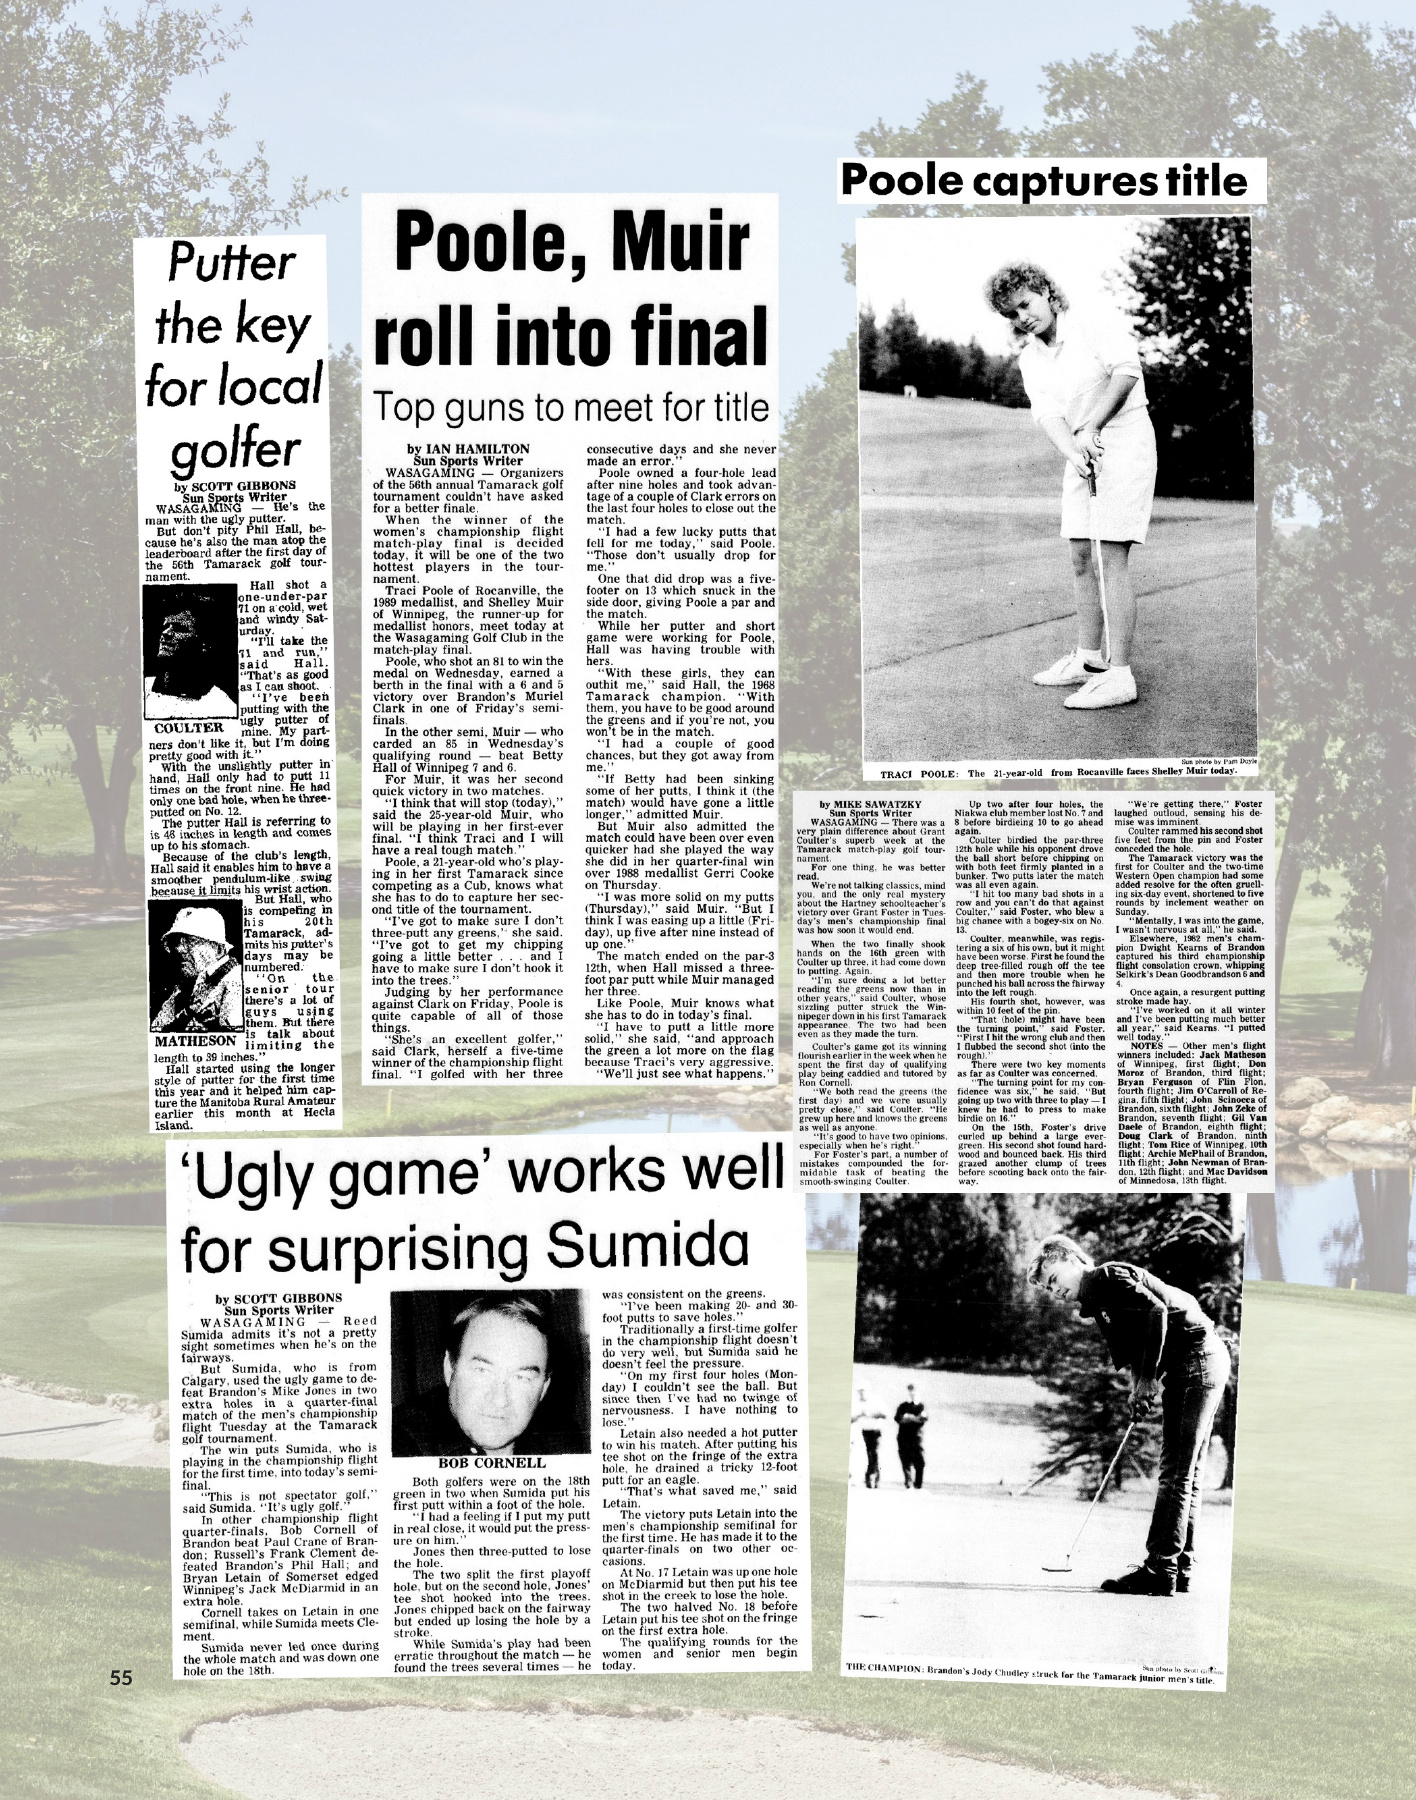 Putter
the key
for local
golfer
by SCOTT GIBBONS
Sun Sports Writer
WASAGAMING — He's the
man with the ugly putter.
But don't pity Phil Hall, be-
cause he's also the man atop the
leaderboard after the first day of
the 56th Tamarack golf tour-
nament.
Hall shot a
one-under-par
71 on a cold, wet
and windy Sat-
urday.
"I'll take the
71 and run,"
said Hall.
"That's as good
as I can shoot.
"I've been
putting with the
ugly putter of
mine. My part-
COULTER
ners don't like it, but I'm doing
pretty good with it."
With the unslightly putter in
hand, Hall only had to putt 11
times on the front nine. He had
only one bad hole, when he three-
putted on No. 12.
The putter Hall is referring to
is 48 inches in length and comes
up to his stomach.
Because of the club's length,
Hall said it enables him to have a
smoother pendulum-like swing
because it limits his wrist action.
But Hall, who
is competing in
his 20th
Tamarack, ad-
mits his putter's
days may be
numbered.
"On the
senior tour
there's a lot of
guys using
them. But there
is talk about
limiting the
MATHESON
length to 39 inches."
Hall started using the longer
style of putter for the first time
this year and it helped him cap-
ture the Manitoba Rural Amateur
earlier this month at Hecla
Island.
Poole, Muir
roll into final
Top guns to meet for title
by IAN HAMILTON
Sun Sports Writer
WASAGAMING — Organizers
of the 56th annual Tamarack golf
tournament couldn't have asked
for a better finale.
When the winner of the
women's championship flight
match-play final is decided
today, it will be one of the two
hottest players in the tour-
nament.
Traci Poole of Rocanville, the
1989 medallist, and Shelley Muir
of Winnipeg, the runner-up for
medallist honors, meet today at
the Wasagaming Golf Club in the
match-play final.
Poole, who shot an 81 to win the
medal on Wednesday, earned a
berth in the final with a 6 and 5
victory over Brandon's Muriel
Clark in one of Friday's semi-
finals.
In the other semi, Muir — who
carded an 85 in Wednesday's
qualifying round — beat Betty
Hall of Winnipeg 7 and 6.
For Muir, it was her second
quick victory in two matches.
"I think that will stop (today),"
said the 25-year-old Muir, who
will be playing in her first-ever
final. "I think Traci and I will
have a real tough match."
Poole, a 21-year-old who's play-
ing in her first Tamarack since
competing as a Cub, knows what
she has to do to capture her sec-
ond title of the tournament.
"I've got to make sure I don't
three-putt any greens," she said.
"I've got to get my chipping
going a little better . . . and I
have to make sure I don't hook it
into the trees."
Judging by her performance
against Clark on Friday, Poole is
quite capable of all of those
things.
"She's an excellent golfer,"
said Clark, herself a five-time
winner of the championship flight
final. "I golfed with her three
consecutive days and she never
made an error."
Poole owned a four-hole lead
after nine holes and took advan-
tage of a couple of Clark errors on
the last four holes to close out the
match.
"I had a few lucky putts that
fell for me today," said Poole.
"Those don't usually drop for
me."
One that did drop was a five-
footer on 13 which snuck in the
side door, giving Poole a par and
the match.
While her putter and short
game were working for Poole,
Hall was having trouble with
hers.
"With these girls, they can
outhit me," said Hall, the 1968
Tamarack champion. "With
them, you have to be good around
the greens and if you're not, you
won't be in the match.
"I had a couple of good
chances, but they got away from
me."
"If Betty had been sinking
some of her putts, I think it (the
match) would have gone a little
longer," admitted Muir.
But Muir also admitted the
match could have been over even
quicker had she played the way
she did in her quarter-final win
over 1988 medallist Gerri Cooke
on Thursday.
"I was more solid on my putts
(Thursday)," said Muir. "But I
think I was easing up a little (Fri-
day), up five after nine instead of
up one."
The match ended on the par-3
12th, when Hall missed a three-
foot par putt while Muir managed
her three.
Like Poole, Muir knows what
she has to do in today's final.
"I have to putt a little more
solid," she said, "and approach
the green a lot more on the flag
because Traci's very aggressive.
"We'll just see what happens."
Poole captures title
Sun photo by Pam Doyle
TRACI POOLE: The 21-year-old from Rocanville faces Shelley Muir today.
by MIKE SAWATZKY
Sun Sports Writer
WASAGAMING — There was a
very plain difference about Grant
Coulter's superb week at the
Tamarack match-play golf tour-
nament.
For one thing, he was better
read.
We're not talking classics, mind
you, and the only real mystery
about the Hartney schoolteacher's
victory over Grant Foster in Tues-
day's men's championship final
was how soon it would end.
When the two finally shook
hands on the 16th green with
Coulter up three, it had come down
to putting. Again.
"I'm sure doing a lot better
reading the greens now than in
other years," said Coulter, whose
sizzling putter struck the Win-
nipeger down in his first Tamarack
appearance. The two had been
even as they made the turn.
Coulter's game got its winning
flourish earlier in the week when he
spent the first day of qualifying
play being caddied and tutored by
Ron Cornell.
"We both read the greens (the
first day) and we were usually
pretty close," said Coulter. "He
grew up here and knows the greens
as well as anyone.
"It's good to have two opinions,
especially when he's right."
For Foster's part, a number of
mistakes compounded the for-
midable task of beating the
smooth-swinging Coulter.
Up two after four holes, the
Niakwa club member lost No. 7 and
8 before birdieing 10 to go ahead
again.
Coulter birdied the par-three
12th hole while his opponent drove
the ball short before chipping on
with both feet firmly planted in a
bunker. Two putts later the match
was all even again.
"I hit too many bad shots in a
row and you can't do that against
Coulter," said Foster, who blew a
big chance with a bogey-six on No.
13.
Coulter, meanwhile, was regis-
tering a six of his own, but it might
have been worse. First he found the
deep tree-filled rough off the tee
and then more trouble when he
punched his ball across the fairway
into the left rough.
His fourth shot, however, was
within 10 feet of the pin.
"That (hole) might have been
the turning point," said Foster.
"First I hit the wrong club and then
I flubbed the second shot (into the
rough)."
There were two key moments
as far as Coulter was concerned.
"The turning point for my con-
fidence was six," he said. "But
going up two with three to play — I
knew he had to press to make
birdie on 16."
On the 15th, Foster's drive
curled up behind a large ever-
green. His second shot found hard-
wood and bounced back. His third
grazed another clump of trees
before scooting back onto the fair-
way.
"We're getting there," Foster
laughed outloud, sensing his de-
mise was imminent.
Coulter rammed his second shot
five feet from the pin and Foster
conceded the hole.
The Tamarack victory was the
first for Coulter and the two-time
Western Open champion had some
added resolve for the often gruell-
ing six-day event, shortened to five
rounds by inclement weather on
Sunday.
"Mentally, I was into the game,
I wasn't nervous at all," he said.
Elsewhere, 1982 men's cham-
pion Dwight Kearns of Brandon
captured his third championship
flight consolation crown, whipping
Selkirk's Dean Goodbrandson 6 and
4.
Once again, a resurgent putting
stroke made hay.
"I've worked on it all winter
and I've been putting much better
all year," said Kearns. "I putted
well today."
NOTES — Other men's flight
winners included: Jack Matheson
of Winnipeg, first flight; Don
Moroz of Brandon, third flight;
Bryan Ferguson of Flin Flon,
fourth flight; Jim O'Carroll of Re-
gina, fifth flight; John Scinocca of
Brandon, sixth flight; John Zeke of
Brandon, seventh flight; Gil Van
Daele of Brandon, eighth flight;
Doug Clark of Brandon, ninth
flight; Tom Rice of Winnipeg, 10th
flight; Archie McPhail of Brandon,
11th flight; John Newman of Bran-
don, 12th flight; and Mac Davidson
of Minnedosa, 13th flight.
'Ugly game' works well
for surprising Sumida
by SCOTT GIBBONS
Sun Sports Writer
WASAGAMING — Reed
Sumida admits it's not a pretty
sight sometimes when he's on the
fairways.
But Sumida, who is from
Calgary, used the ugly game to de-
feat Brandon's Mike Jones in two
extra holes in a quarter-final
match of the men's championship
flight Tuesday at the Tamarack
golf tournament.
The win puts Sumida, who is
playing in the championship flight
for the first time, into today's semi-
final.
"This is not spectator golf,"
said Sumida. "It's ugly golf."
In other championship flight
quarter-finals, Bob Cornell of
Brandon beat Paul Crane of Bran-
don; Russell's Frank Clement de-
feated Brandon's Phil Hall; and
Bryan Letain of Somerset edged
Winnipeg's Jack McDiarmid in an
extra hole.
Cornell takes on Letain in one
semifinal, while Sumida meets Cle-
ment.
Sumida never led once during
the whole match and was down one
hole on the 18th.
BOB CORNELL
Both golfers were on the 18th
green in two when Sumida put his
first putt within a foot of the hole.
"I had a feeling if I put my putt
in real close, it would put the press-
ure on him."
Jones then three-putted to lose
the hole.
The two split the first playoff
hole, but on the second hole, Jones'
tee shot hooked into the trees.
Jones chipped back on the fairway
but ended up losing the hole by a
stroke.
While Sumida's play had been
erratic throughout the match — he
found the trees several times — he
was consistent on the greens.
"I've been making 20- and 30-
foot putts to save holes."
Traditionally a first-time golfer
in the championship flight doesn't
do very well, but Sumida said he
doesn't feel the pressure.
"On my first four holes (Mon-
day) I couldn't see the ball. But
since then I've had no twinge of
nervousness. I have nothing to
lose."
Letain also needed a hot putter
to win his match. After putting his
tee shot on the fringe of the extra
hole, he drained a tricky 12-foot
putt for an eagle.
"That's what saved me," said
Letain.
The victory puts Letain into the
men's championship semifinal for
the first time. He has made it to the
quarter-finals on two other oc-
casions.
At No. 17 Letain was up one hole
on McDiarmid but then put his tee
shot in the creek to lose the hole.
The two halved No. 18 before
Letain put his tee shot on the fringe
on the first extra hole.
The qualifying rounds for the
women and senior men begin
today.
Sun photo by Scott
THE CHAMPION: Brandon's Jody Chudley struck for the Tamarack junior men's title.
55